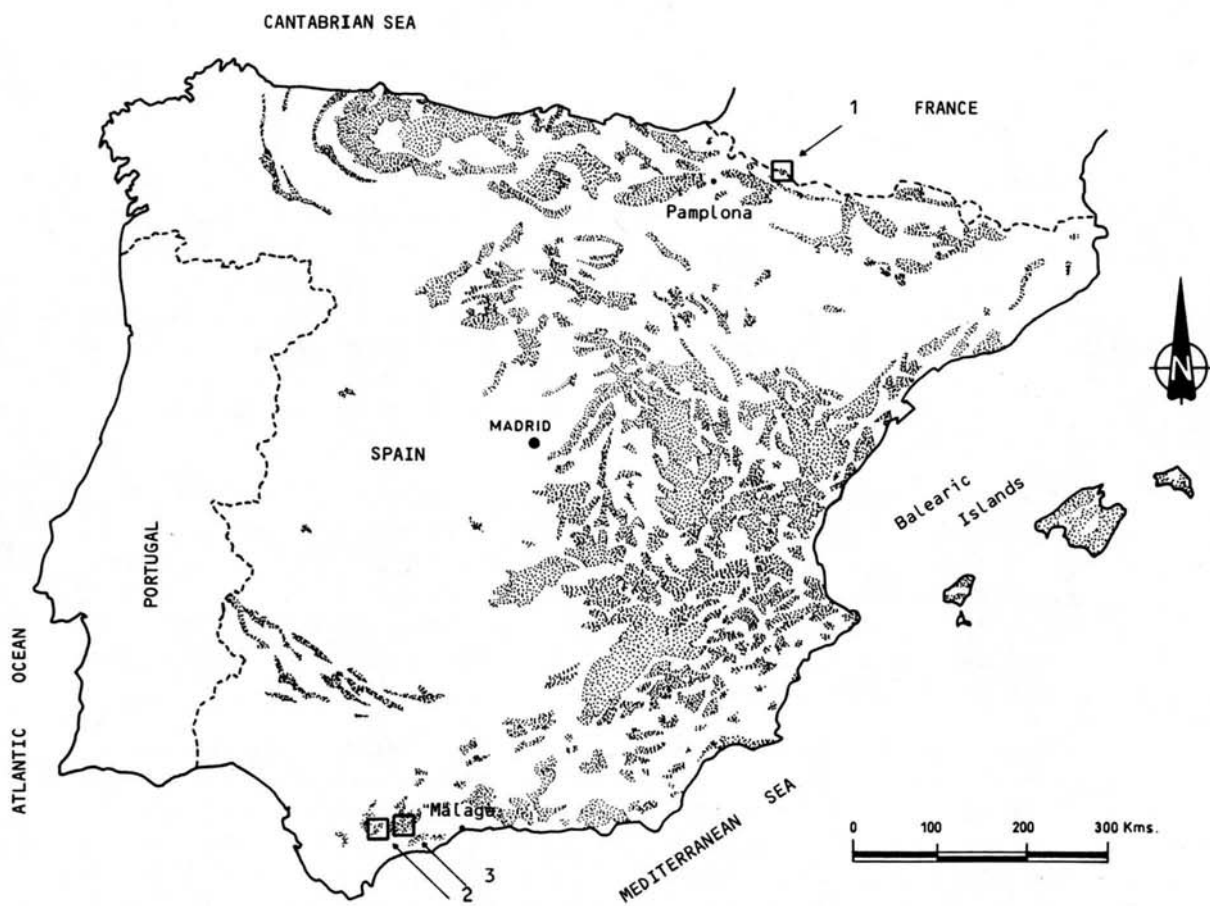 CANTABRIAN SEA
1 FRANCE
Pamplona
N
MADRID
SPAIN
Balearic
Islands
PORTUGAL
ATLANTIC OCEAN
Málaga
MEDITERRANEAN SEA
0 100 200 300 Kms.
3
2